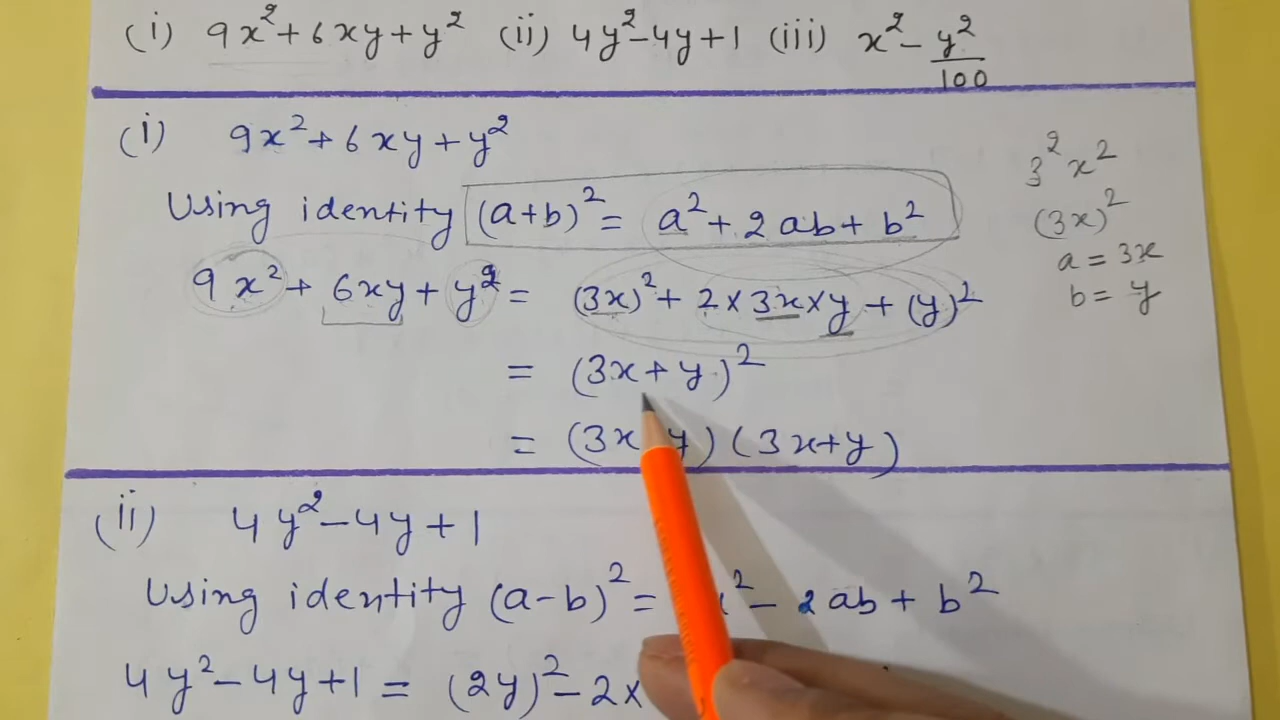 (i) 9x²+6xy+y² (ii) 4y²-4y+1 (iii) x²-y²/100
(i) 9x²+6xy+y²
Using identity (a+b)² = a²+2ab+b²
9x²+6xy+y² = (3x)²+2×3x×y+(y)²
= (3x+y)²
= (3x y)(3x+y)
3²x²
(3x)²
a=3x
b=y
(ii) 4y²-4y+1
Using identity (a-b)² = ²-2ab+b²
4y²-4y+1 = (2y)²-2×